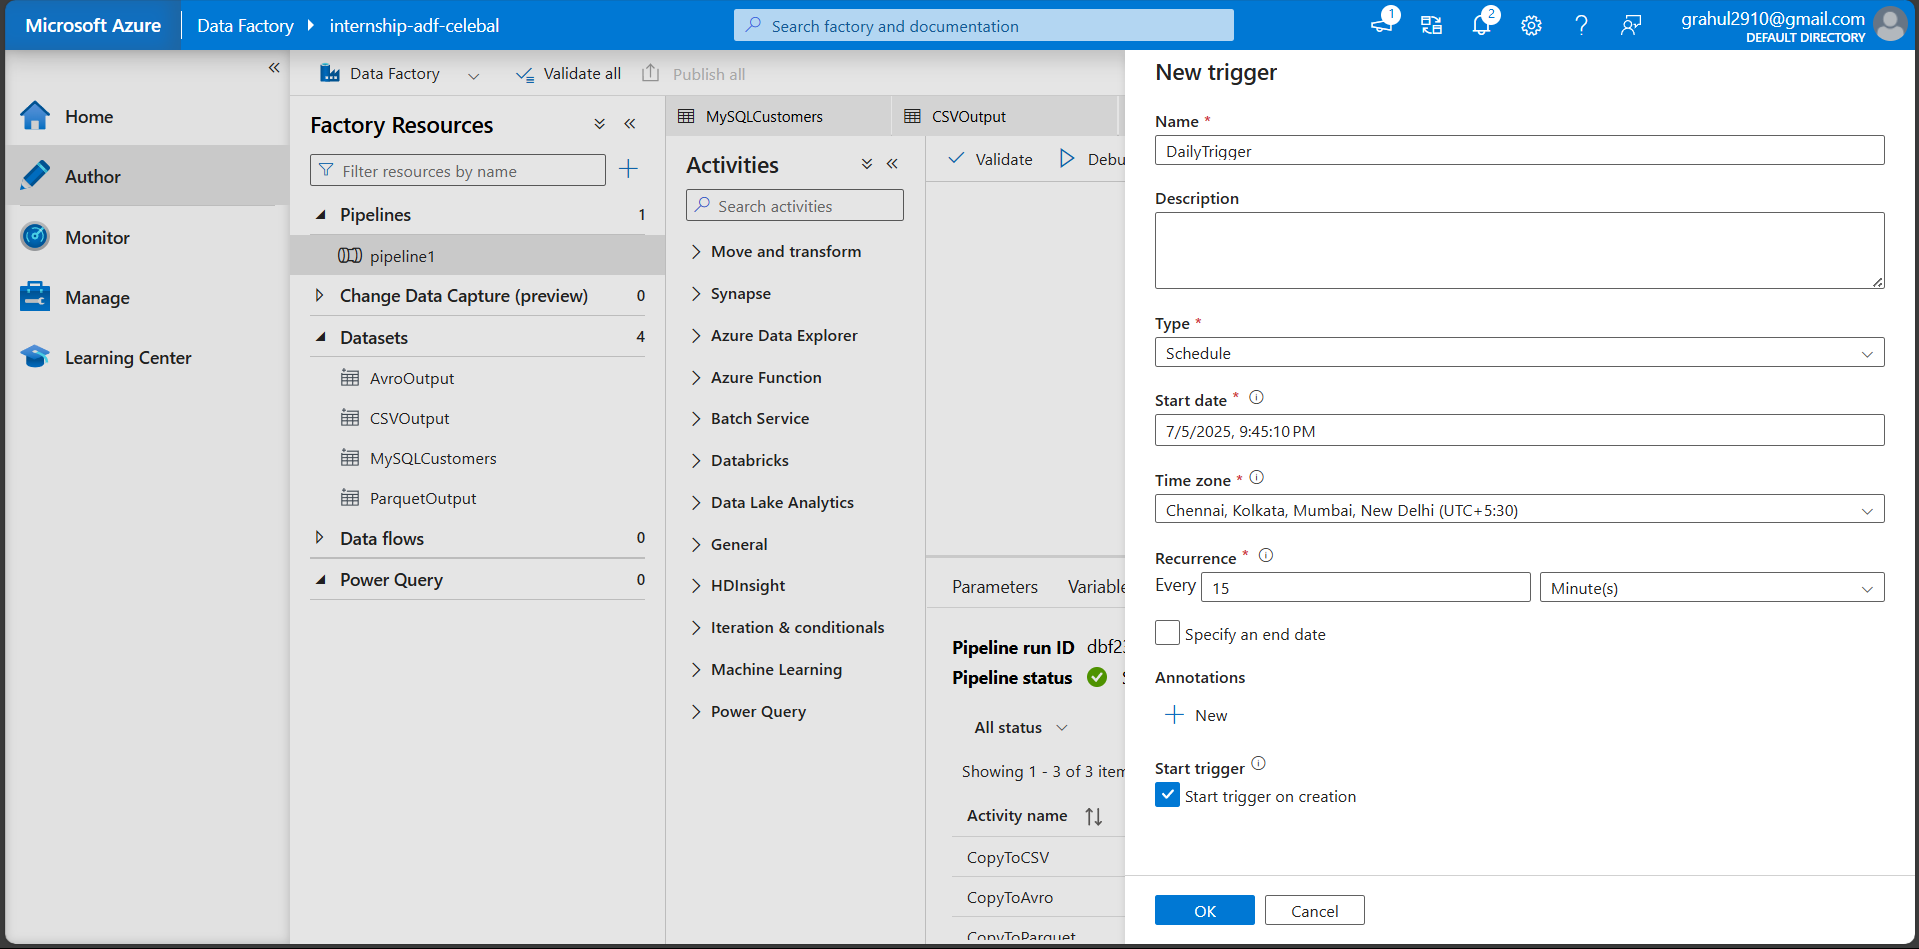 Microsoft Azure
Data Factory
internship-adf-celebal
Search factory and documentation
1
2
grahul2910@gmail.com
DEFAULT DIRECTORY
Home
Author
Monitor
Manage
Learning Center
Data Factory
Validate all
Publish all
Factory Resources
Filter resources by name
Pipelines 1
pipeline1
Change Data Capture (preview) 0
Datasets 4
AvroOutput
CSVOutput
MySQLCustomers
ParquetOutput
Data flows 0
Power Query 0
MySQLCustomers
CSVOutput
Activities
Search activities
Move and transform
Synapse
Azure Data Explorer
Azure Function
Batch Service
Databricks
Data Lake Analytics
General
HDInsight
Iteration & conditionals
Machine Learning
Power Query
Validate
Debu
Parameters
Variable
Pipeline run ID dbf23
Pipeline status
All status
Showing 1 - 3 of 3 item
Activity name
CopyToCSV
CopyToAvro
CopyToParquet
New trigger
Name *
DailyTrigger
Description
Type *
Schedule
Start date *
7/5/2025, 9:45:10 PM
Time zone *
Chennai, Kolkata, Mumbai, New Delhi (UTC+5:30)
Recurrence *
Every 15 Minute(s)
Specify an end date
Annotations
New
Start trigger
Start trigger on creation
OK
Cancel